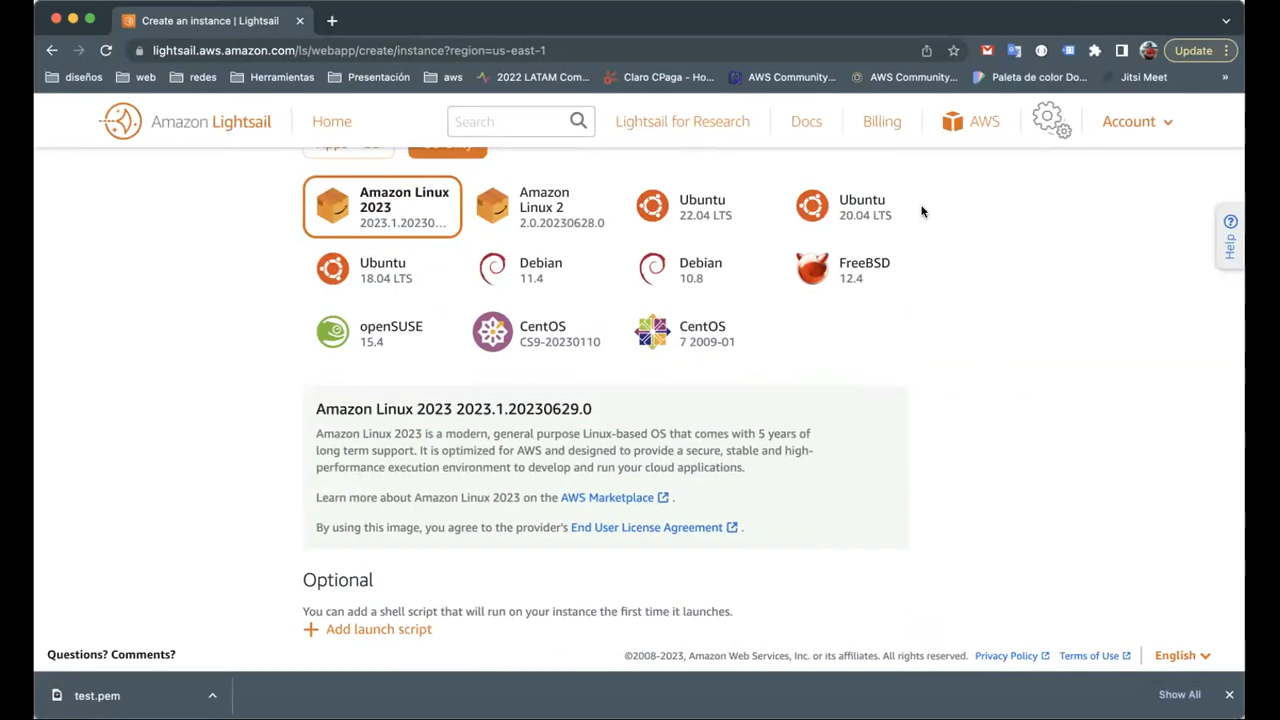 Create an instance | Lightsail
lightsail.aws.amazon.com/ls/webapp/create/instance?region=us-east-1
Update
diseños
web
redes
Herramientas
Presentación
aws
2022 LATAM Com...
Claro CPaga - Ho...
AWS Community...
AWS Community...
Paleta de color Do...
Jitsi Meet
»
Amazon Lightsail
Home
Search
Lightsail for Research
Docs
Billing
AWS
Account
Amazon Linux 2023
2023.1.20230...
Amazon Linux 2
2.0.20230628.0
Ubuntu
22.04 LTS
Ubuntu
20.04 LTS
Ubuntu
18.04 LTS
Debian
11.4
Debian
10.8
FreeBSD
12.4
openSUSE
15.4
CentOS
CS9-20230110
CentOS
7 2009-01
Help
Amazon Linux 2023 2023.1.20230629.0
Amazon Linux 2023 is a modern, general purpose Linux-based OS that comes with 5 years of
long term support. It is optimized for AWS and designed to provide a secure, stable and high-
performance execution environment to develop and run your cloud applications.
Learn more about Amazon Linux 2023 on the AWS Marketplace .
By using this image, you agree to the provider's End User License Agreement .
Optional
You can add a shell script that will run on your instance the first time it launches.
Add launch script
Questions? Comments?
©2008-2023, Amazon Web Services, Inc. or its affiliates. All rights reserved.
Privacy Policy
Terms of Use
English
test.pem
Show All